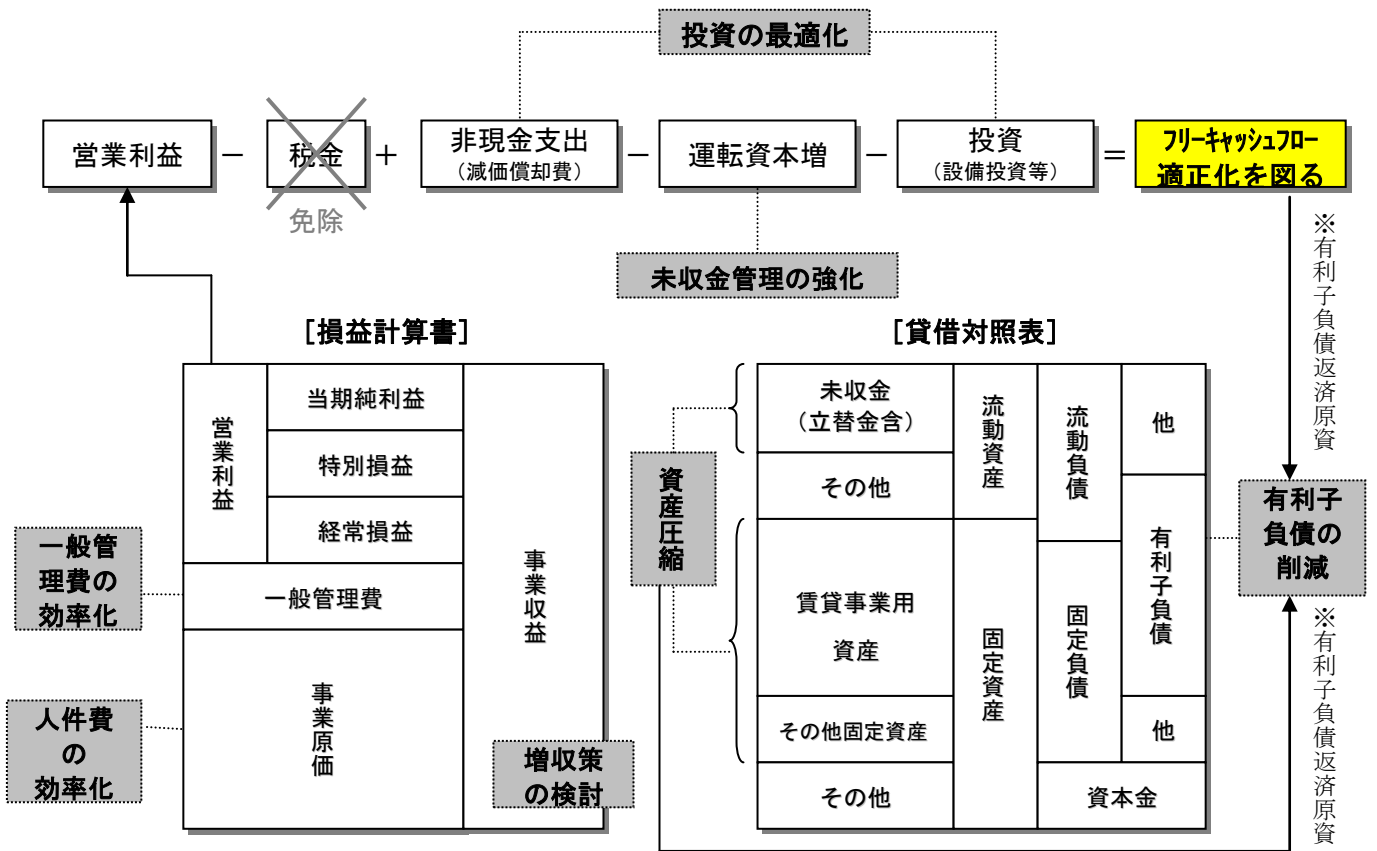 投資の最適化
営業利益
－
税金
＋
非現金支出
（減価償却費）
－
運転資本増
－
投資
（設備投資等）
＝
フリーキャッシュフロー
適正化を図る
免除
未収金管理の強化
※有利子負債返済原資
[損益計算書]
営業利益
当期純利益
特別損益
経常損益
一般管理費
事業原価
事業収益
一般管
理費の
効率化
人件費
の
効率化
増収策
の検討
[貸借対照表]
資産圧縮
未収金
（立替金含）
その他
賃貸事業用
資産
その他固定資産
その他
流動資産
固定資産
流動負債
固定負債
他
有利子負債
他
資本金
有利子
負債の
削減
※有利子負債返済原資